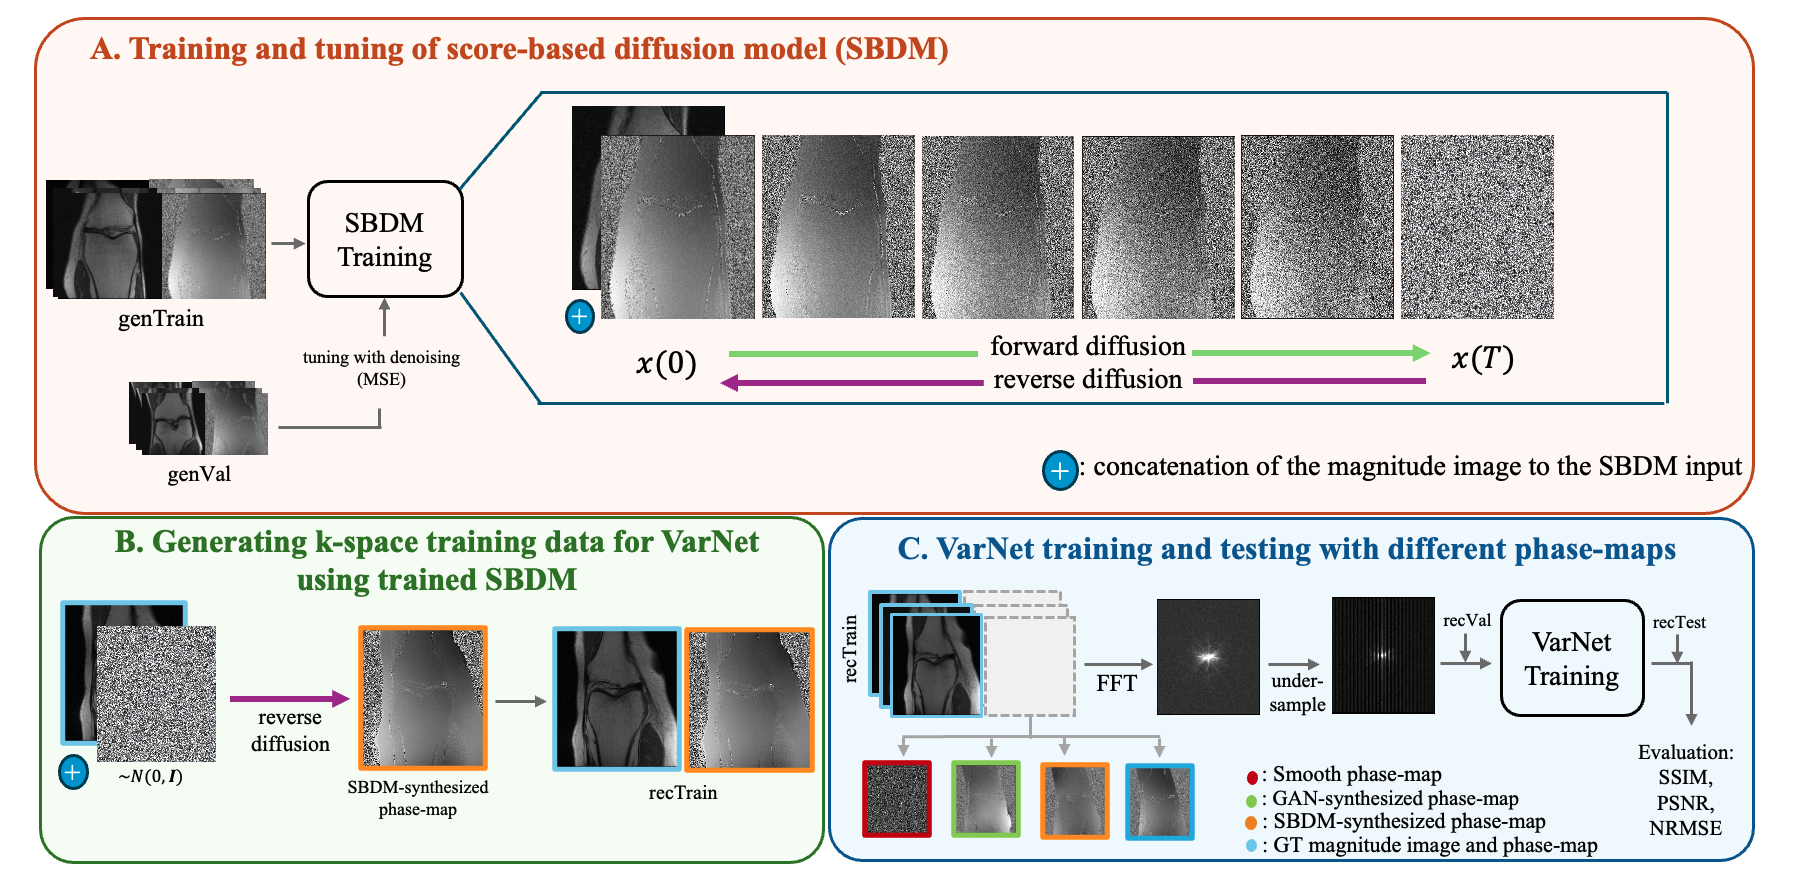 A. Training and tuning of score-based diffusion model (SBDM)
SBDM
Training
genTrain
tuning with denoising
(MSE)
genVal
+
x(0)
forward diffusion
reverse diffusion
x(T)
+ : concatenation of the magnitude image to the SBDM input
B. Generating k-space training data for VarNet
using trained SBDM
+
~N(0, I)
reverse
diffusion
SBDM-synthesized
phase-map
recTrain
C. VarNet training and testing with different phase-maps
recTrain
FFT
under-
sample
recVal
VarNet
Training
recTest
Evaluation:
SSIM,
PSNR,
NRMSE
: Smooth phase-map
: GAN-synthesized phase-map
: SBDM-synthesized phase-map
: GT magnitude image and phase-map